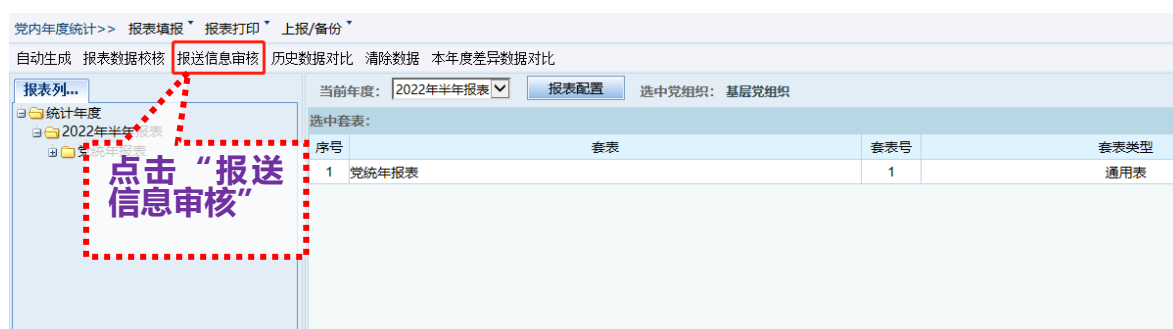 党内年度统计>> 报表填报 报表打印 上报/备份
自动生成 报表数据校核 报送信息审核 历史数据对比 清除数据 本年度差异数据对比
报表列...
当前年度： 2022年半年报表 报表配置 选中党组织： 基层党组织
统计年度
2022年半年报表
党统年报表
选中套表：
序号 套表 套表号 套表类型
1 党统年报表 1 通用表
点击“报送
信息审核”